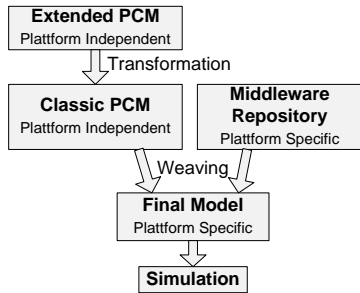 Extended PCM
Plattform Independent
Transformation
Classic PCM
Plattform Independent
Middleware
Repository
Plattform Specific
Weaving
Final Model
Plattform Specific
Simulation